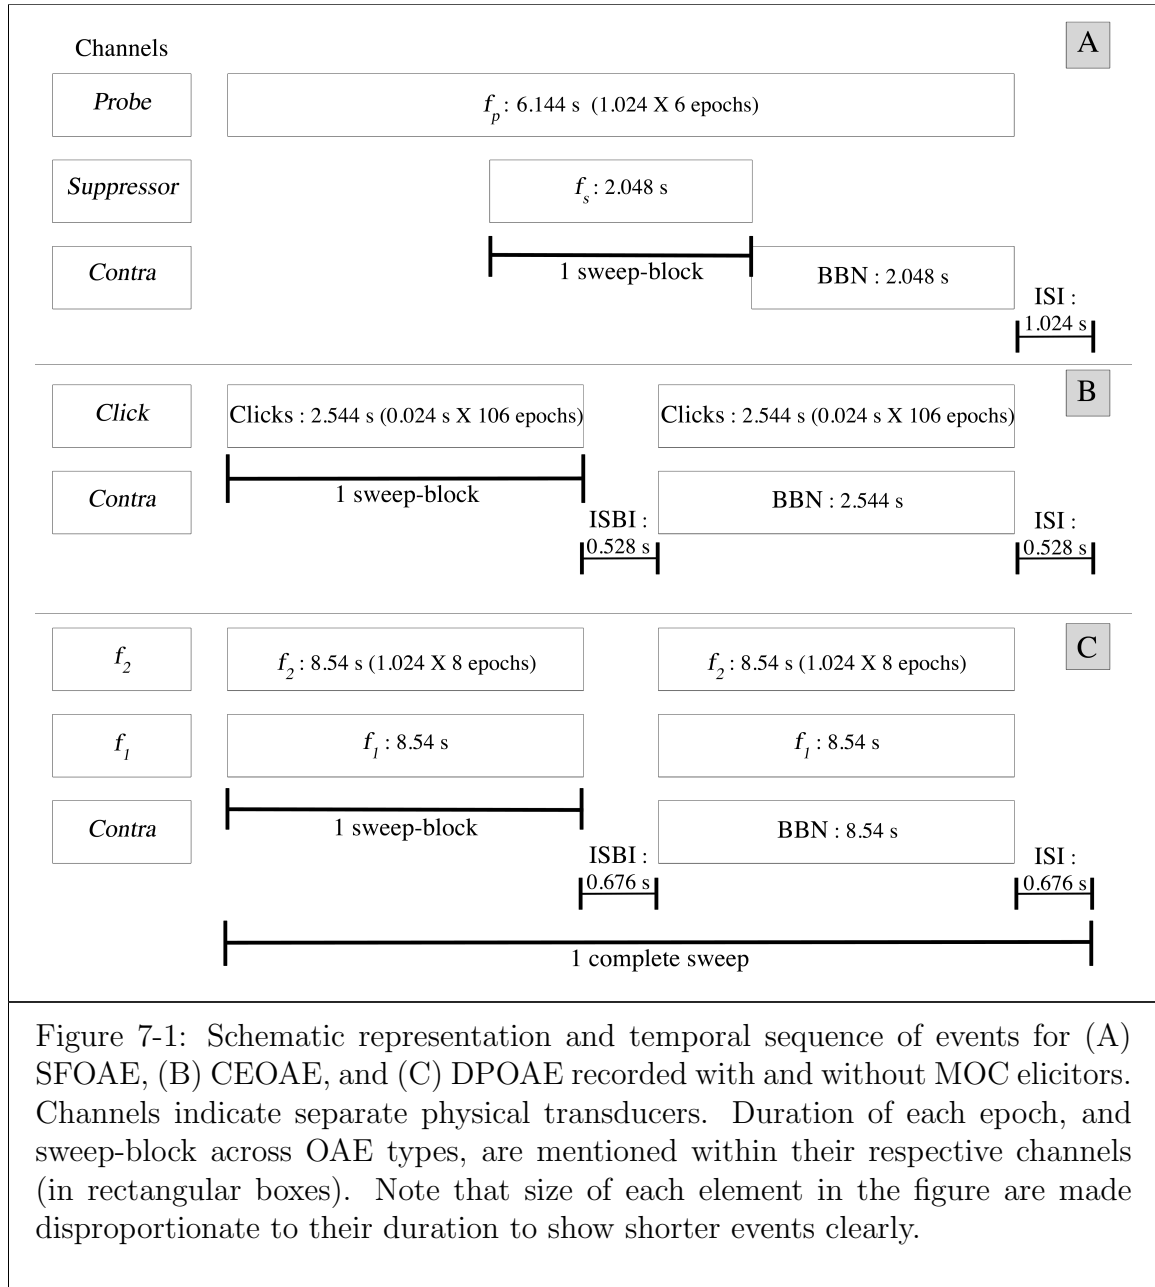 Channels
A
Probe
f_p : 6.144 s (1.024 X 6 epochs)
Suppressor
f_s : 2.048 s
1 sweep-block
Contra
BBN : 2.048 s
ISI :
1.024 s
B
Click
Clicks : 2.544 s (0.024 s X 106 epochs)
Clicks : 2.544 s (0.024 s X 106 epochs)
1 sweep-block
Contra
BBN : 2.544 s
ISBI :
0.528 s
ISI :
0.528 s
C
f_2
f_2 : 8.54 s (1.024 X 8 epochs)
f_2 : 8.54 s (1.024 X 8 epochs)
f_1
f_1 : 8.54 s
f_1 : 8.54 s
1 sweep-block
Contra
BBN : 8.54 s
ISBI :
0.676 s
ISI :
0.676 s
1 complete sweep
Figure 7-1: Schematic representation and temporal sequence of events for (A)
SFOAE, (B) CEOAE, and (C) DPOAE recorded with and without MOC elicitors.
Channels indicate separate physical transducers. Duration of each epoch, and
sweep-block across OAE types, are mentioned within their respective channels
(in rectangular boxes). Note that size of each element in the figure are made
disproportionate to their duration to show shorter events clearly.